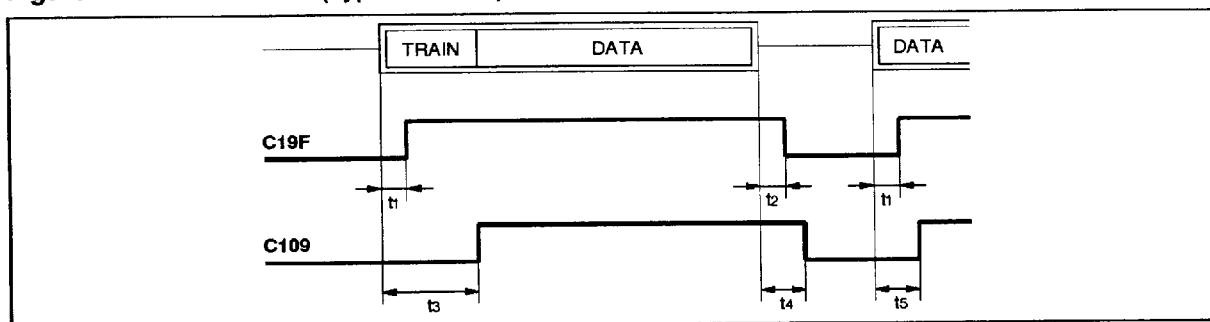 TRAIN DATA DATA
C19F
t1 t2 t1
C109
t3 t4 t5